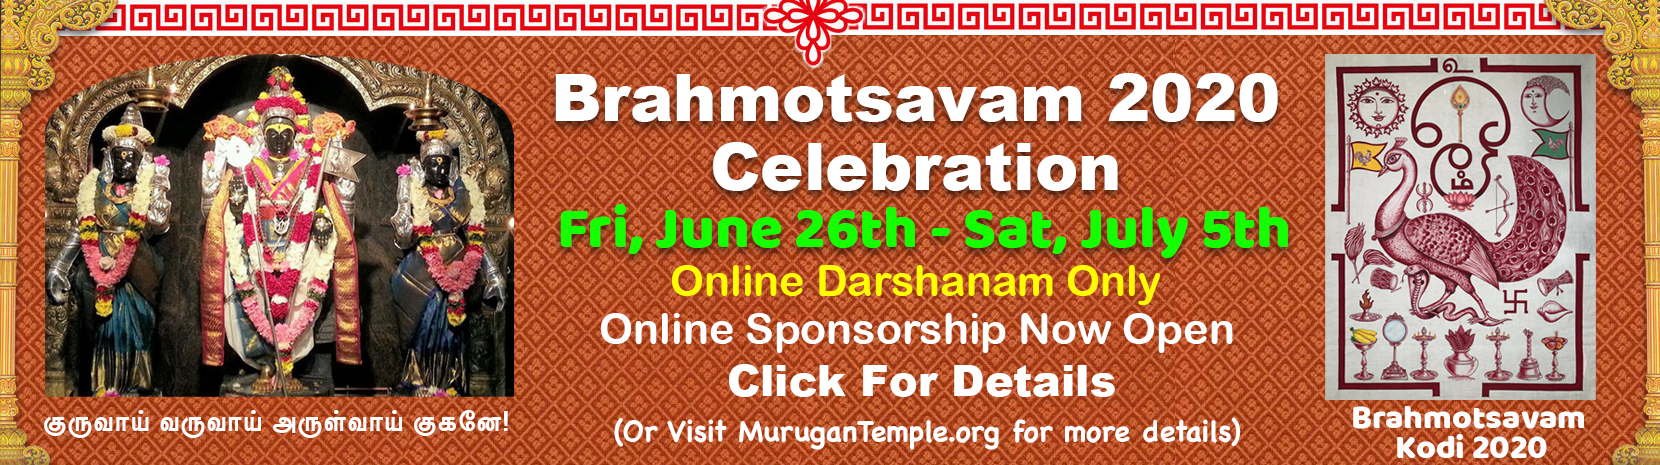 Brahmotsavam 2020
Celebration
Fri, June 26th - Sat, July 5th
Online Darshanam Only
Online Sponsorship Now Open
Click For Details
(Or Visit MuruganTemple.org for more details)
குருவாய் வருவாய் அருள்வாய் குகனே!
Brahmotsavam
Kodi 2020